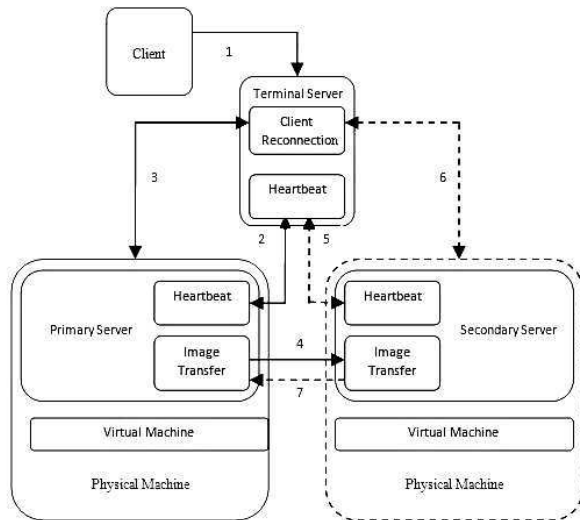 Client
1
Terminal Server
Client
Reconnection
Heartbeat
3
6
2
5
Heartbeat
Primary Server
Image
Transfer
4
7
Heartbeat
Secondary Server
Image
Transfer
Virtual Machine
Physical Machine
Virtual Machine
Physical Machine